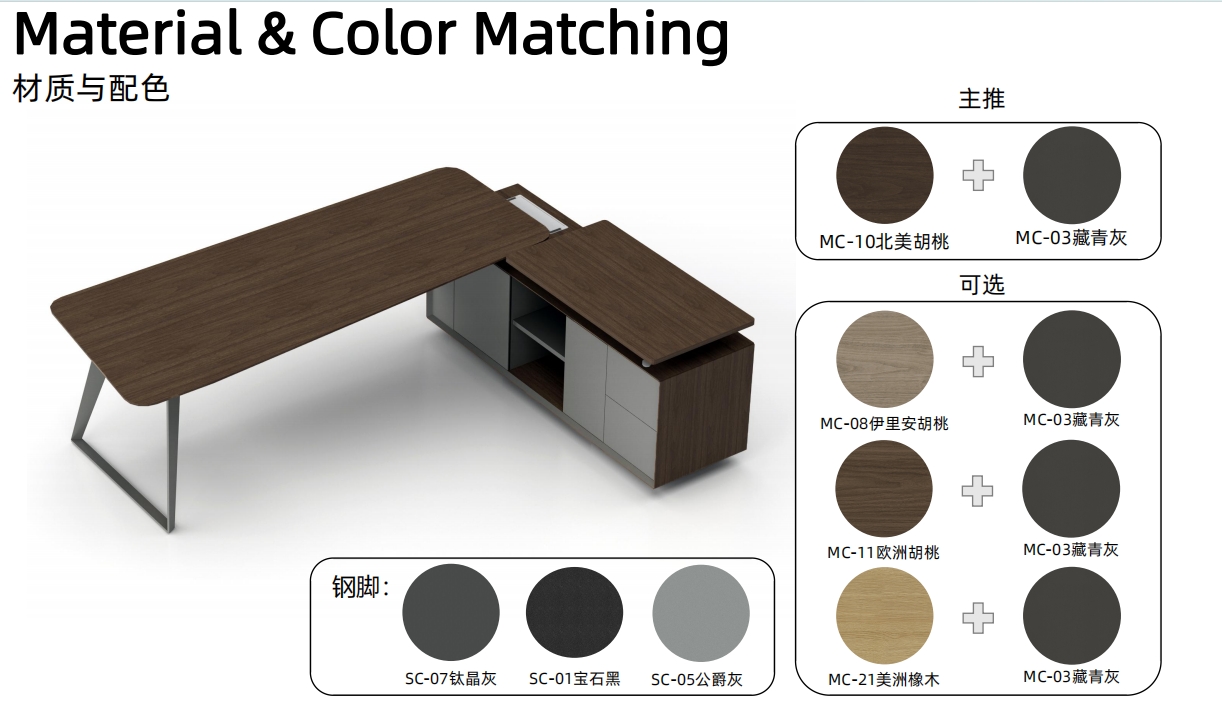 Material & Color Matching
材质与配色
主推
MC-10北美胡桃
MC-03藏青灰
可选
MC-08伊里安胡桃
MC-03藏青灰
MC-11欧洲胡桃
MC-03藏青灰
MC-21美洲橡木
MC-03藏青灰
钢脚：
SC-07钛晶灰
SC-01宝石黑
SC-05公爵灰